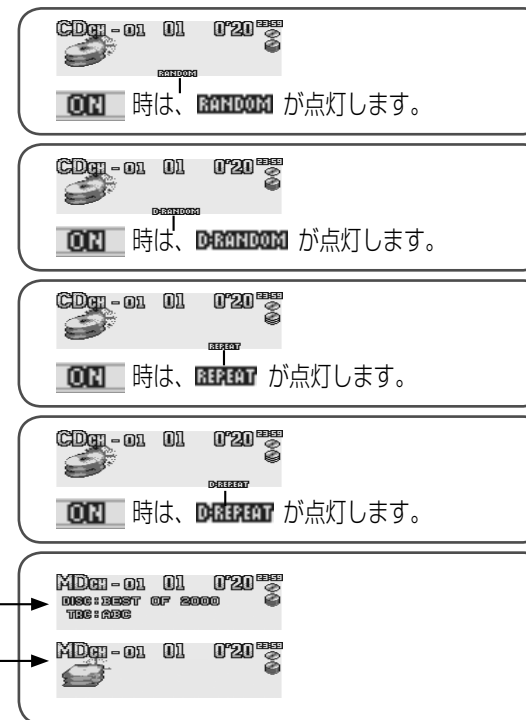 CDCH-01 01 0'20" 23:59
RANDOM
ON 時は、RANDOM が点灯します。
CDCH-01 01 0'20" 23:59
D-RANDOM
ON 時は、D-RANDOM が点灯します。
CDCH-01 01 0'20" 23:59
REPEAT
ON 時は、REPEAT が点灯します。
CDCH-01 01 0'20" 23:59
D-REPEAT
ON 時は、D-REPEAT が点灯します。
MDCH-01 01 0'20" 23:59
DISC:BEST OF 2000
TRC:ABC
MDCH-01 01 0'20" 23:59